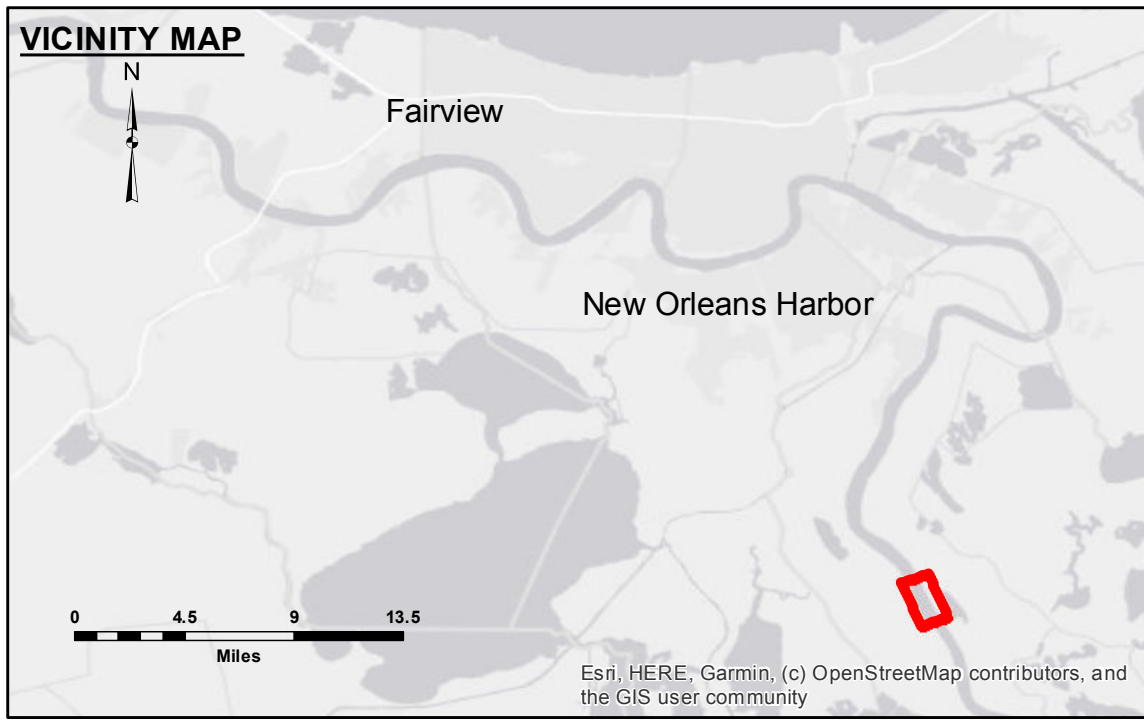 VICINITY MAP
N
Fairview
New Orleans Harbor
0 4.5 9 13.5
Miles
Esri, HERE, Garmin, (c) OpenStreetMap contributors, and
the GIS user community